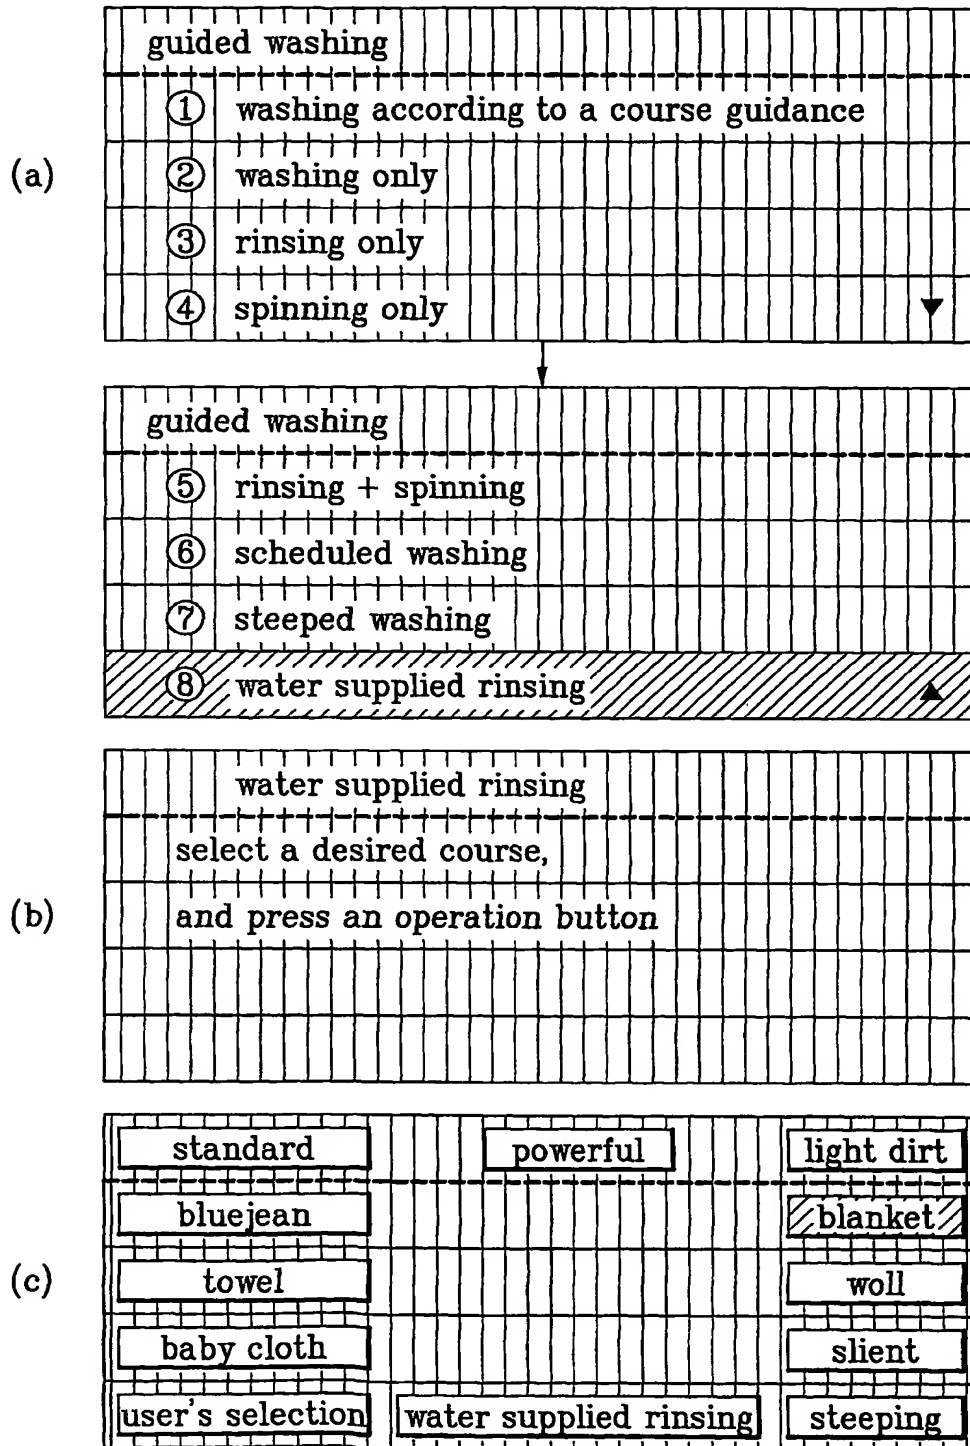 (a)
guided washing
① washing according to a course guidance
② washing only
③ rinsing only
④ spinning only
guided washing
⑤ rinsing + spinning
⑥ scheduled washing
⑦ steeped washing
⑧ water supplied rinsing
(b)
water supplied rinsing
select a desired course,
and press an operation button
(c)
standard powerful light dirt
bluejean blanket
towel woll
baby cloth slient
user's selection water supplied rinsing steeping